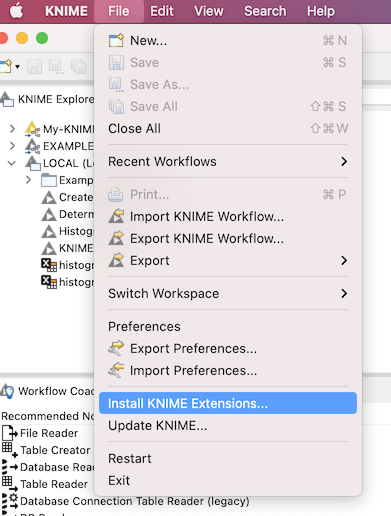 KNIME File Edit View Search Help
New... ⌘ N
Save ⌘ S
Save As...
Save All ⇧ ⌘ S
Close All ⇧ ⌘ W
Recent Workflows
Print... ⌘ P
Import KNIME Workflow...
Export KNIME Workflow...
Export
Switch Workspace
Preferences
Export Preferences...
Import Preferences...
Install KNIME Extensions...
Update KNIME...
Restart
Exit
KNIME Explore
My-KNIM
EXAMPLE
LOCAL (L
Examp
Create
Determ
Histog
KNIME
histogr
histogr
Workflow Coac
Recommended No
File Reader
Table Creator
Database Read
Table Reader
Database Connection Table Reader (legacy)